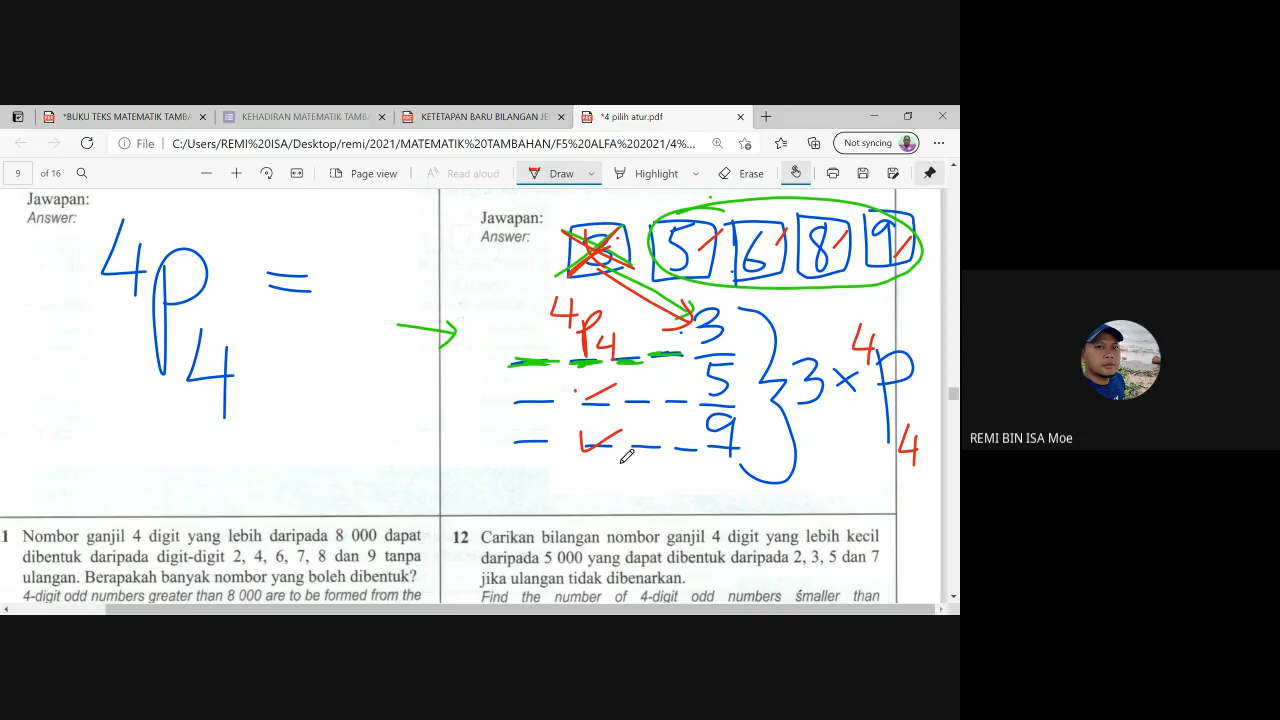 *BUKU TEKS MATEMATIK TAMBA
KEHADIRAN MATEMATIK TAMBA
KETETAPAN BARU BILANGAN JE
*4 pilih atur.pdf
File
C:/Users/REMI%20ISA/Desktop/remi/2021/MATEMATIK%20TAMBAHAN/F5%20ALFA%202021/4%...
Not syncing
9 of 16
Page view
Read aloud
Draw
Highlight
Erase
Jawapan:
Answer:
4P4 =
Jawapan:
Answer:
5 6 8 9
4P4 3
5
9
3 × 4P4
1 Nombor ganjil 4 digit yang lebih daripada 8 000 dapat
dibentuk daripada digit-digit 2, 4, 6, 7, 8 dan 9 tanpa
ulangan. Berapakah banyak nombor yang boleh dibentuk?
4-digit odd numbers greater than 8 000 are to be formed from the
12 Carikan bilangan nombor ganjil 4 digit yang lebih kecil
daripada 5 000 yang dapat dibentuk daripada 2, 3, 5 dan 7
jika ulangan tidak dibenarkan.
Find the number of 4-digit odd numbers smaller than
REMI BIN ISA Moe